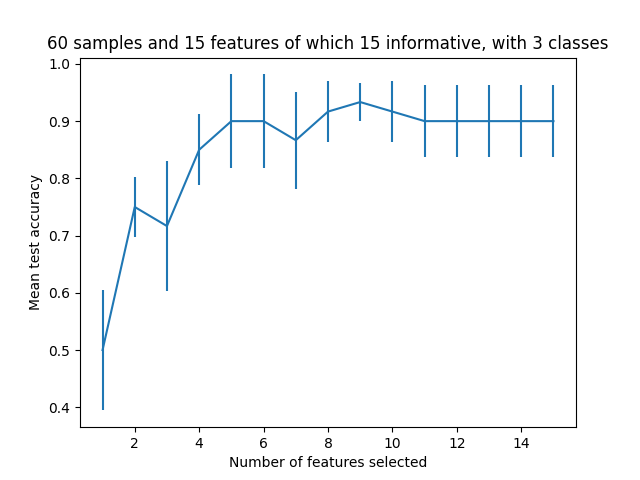 60 samples and 15 features of which 15 informative, with 3 classes
1.0
0.9
0.8
0.7
0.6
0.5
0.4
Mean test accuracy
2 4 6 8 10 12 14
Number of features selected